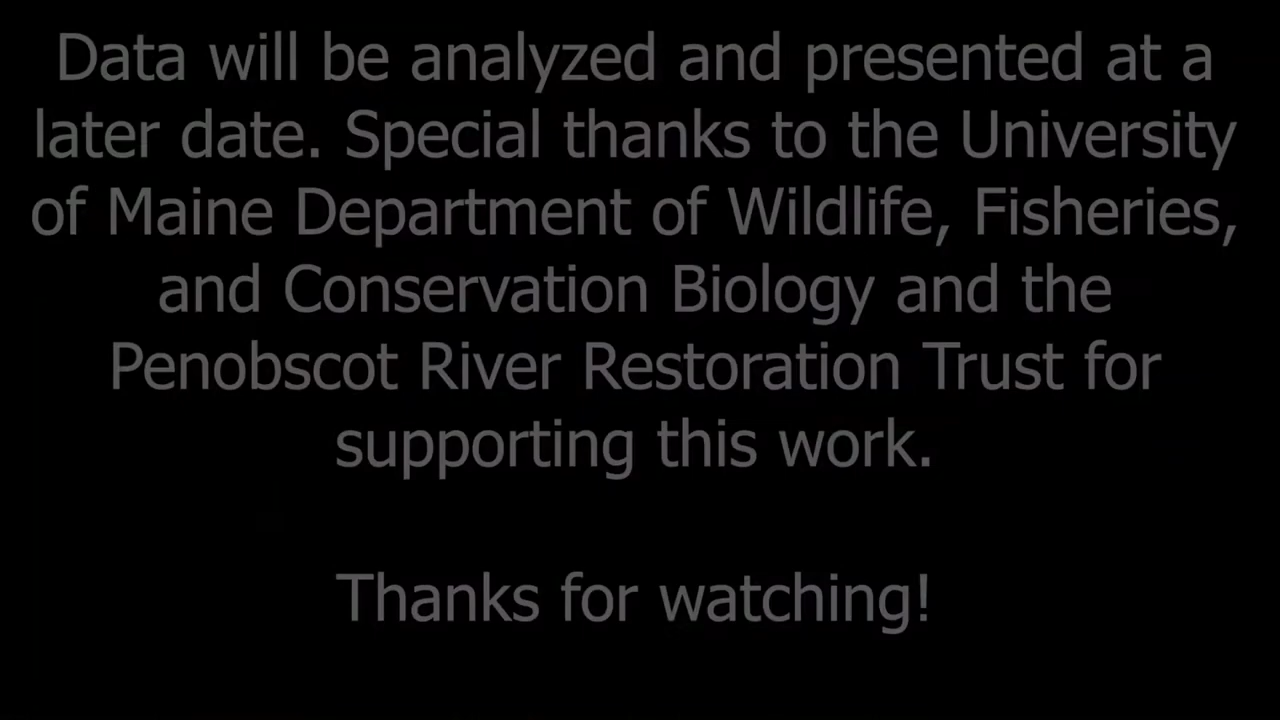 Data will be analyzed and presented at a
later date. Special thanks to the University
of Maine Department of Wildlife, Fisheries,
and Conservation Biology and the
Penobscot River Restoration Trust for
supporting this work.
Thanks for watching!